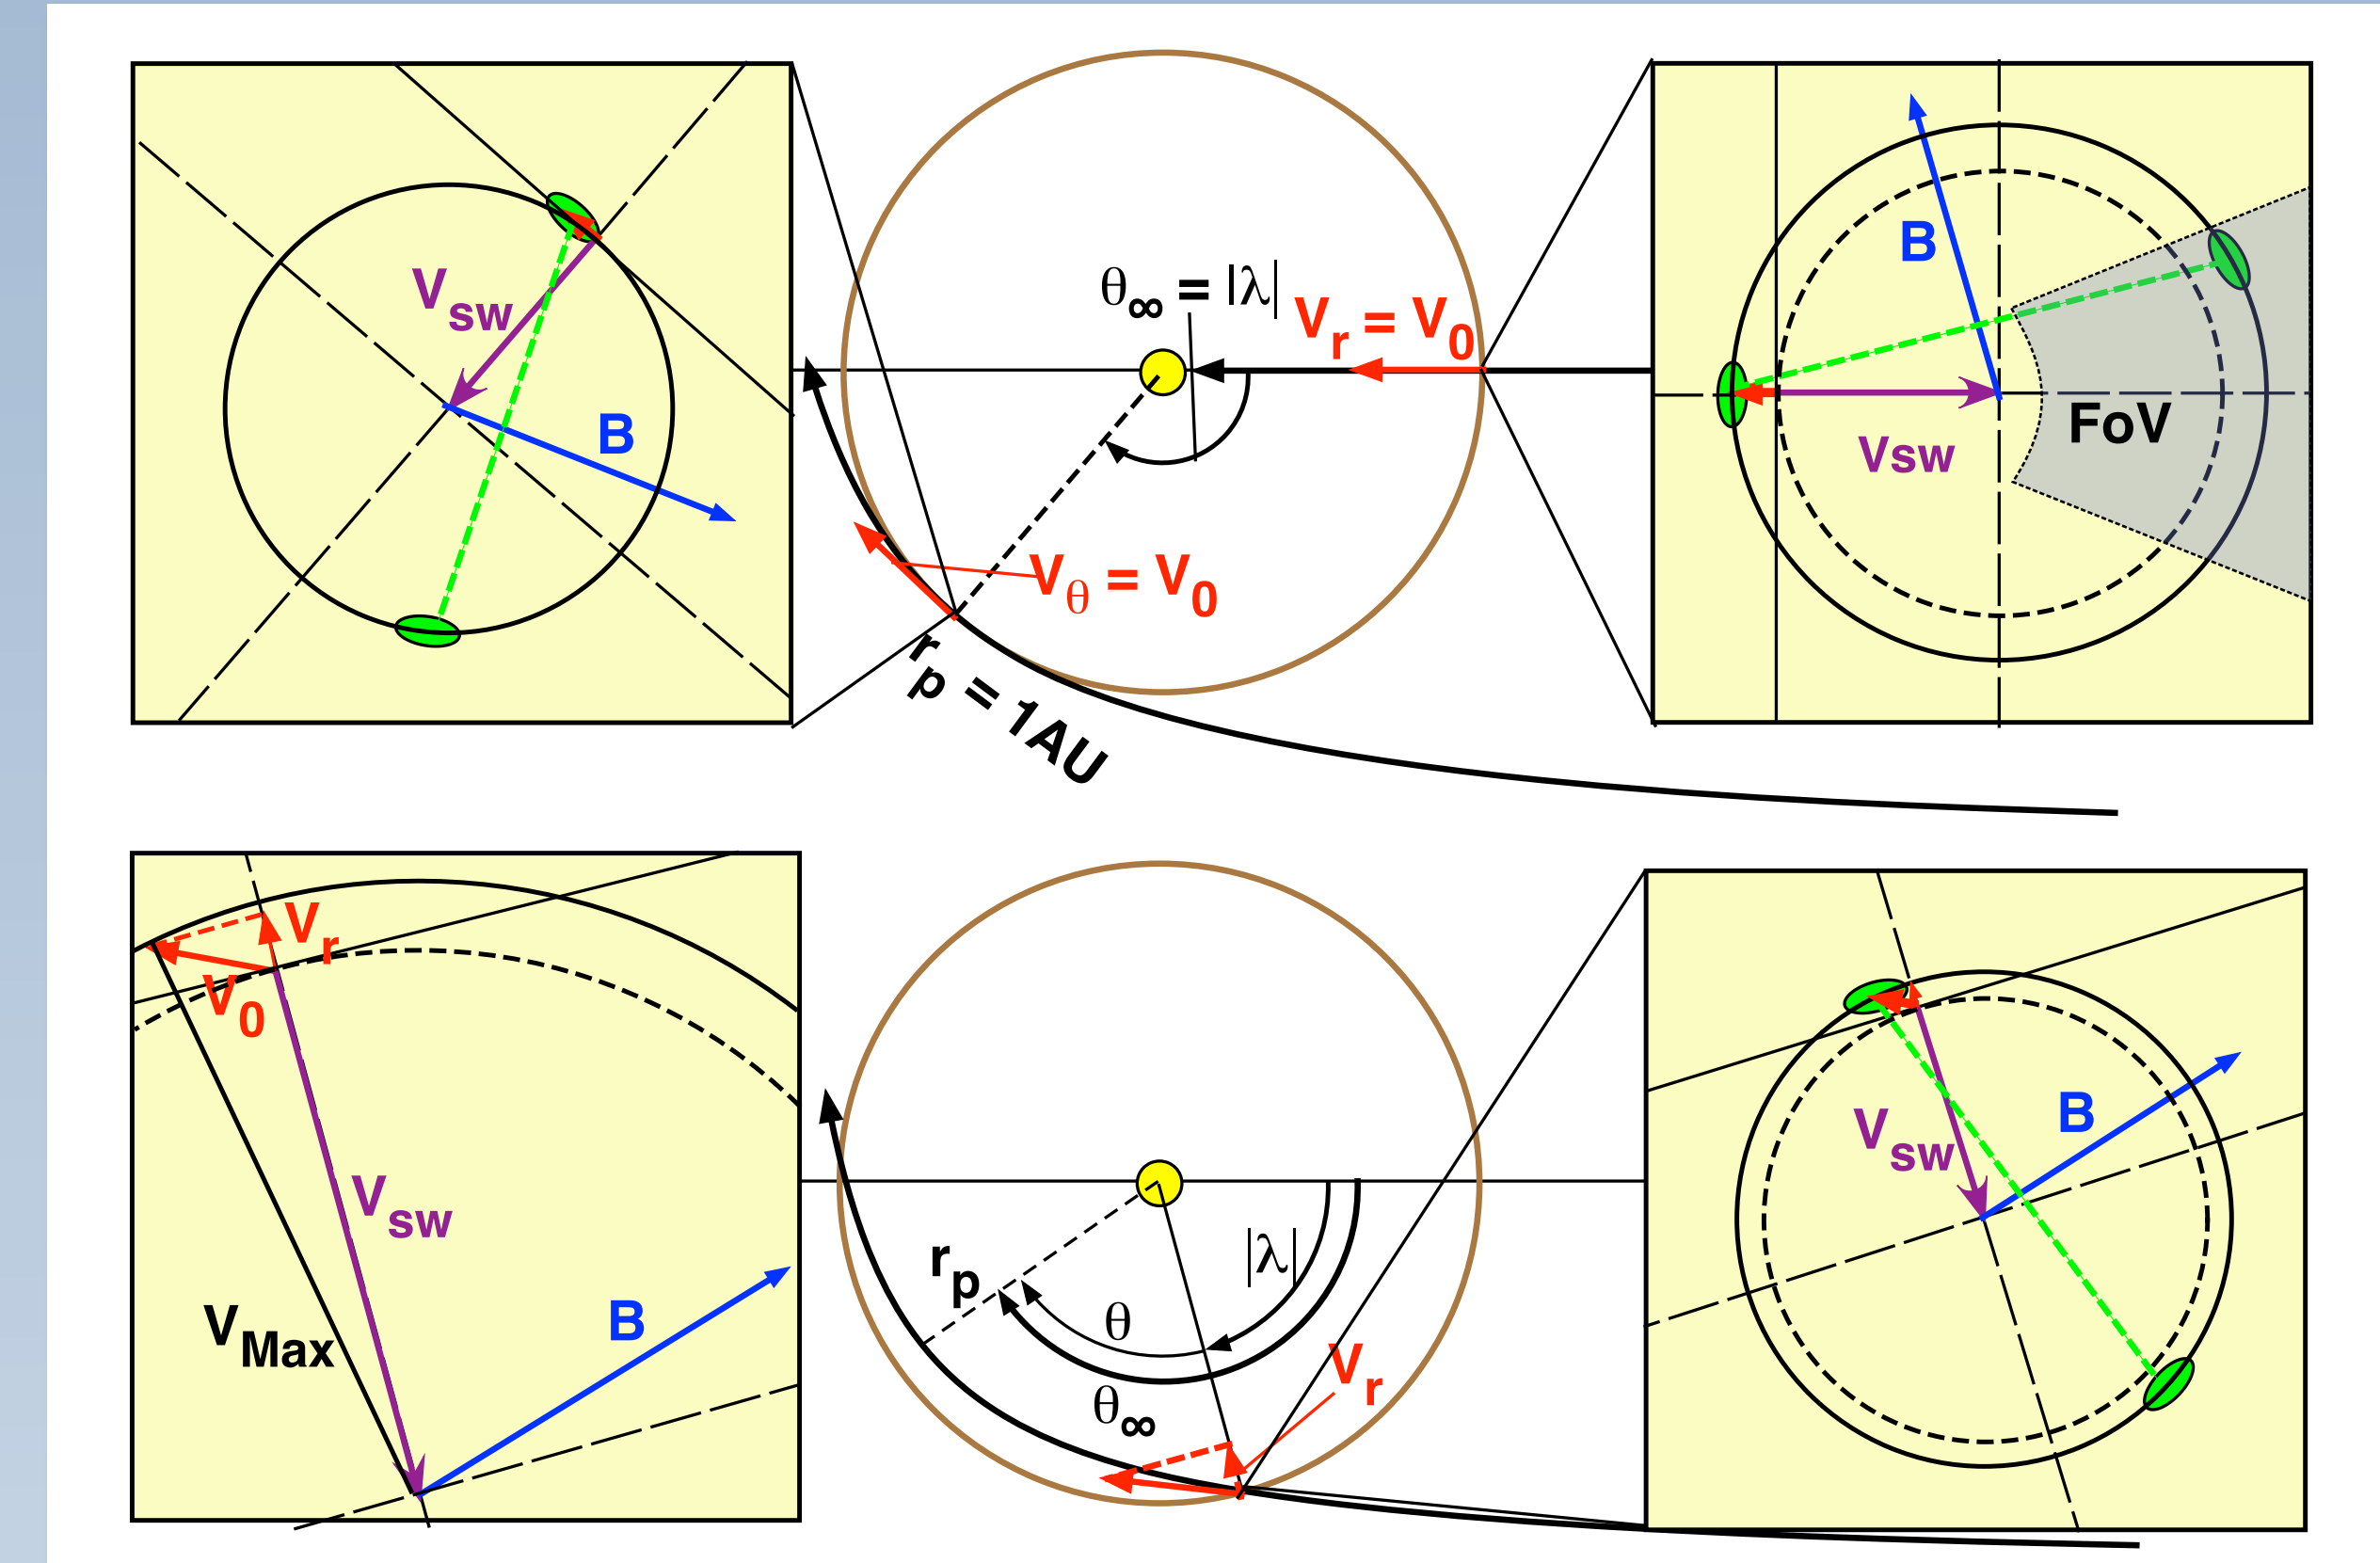 V sw
B
θ∞ = |λ|
Vr = V0
Vθ = V0
rp = 1AU
B
Vsw
FoV
Vr
V0
Vsw
VMax
B
rp
θ
|λ|
θ∞
Vr
Vsw
B